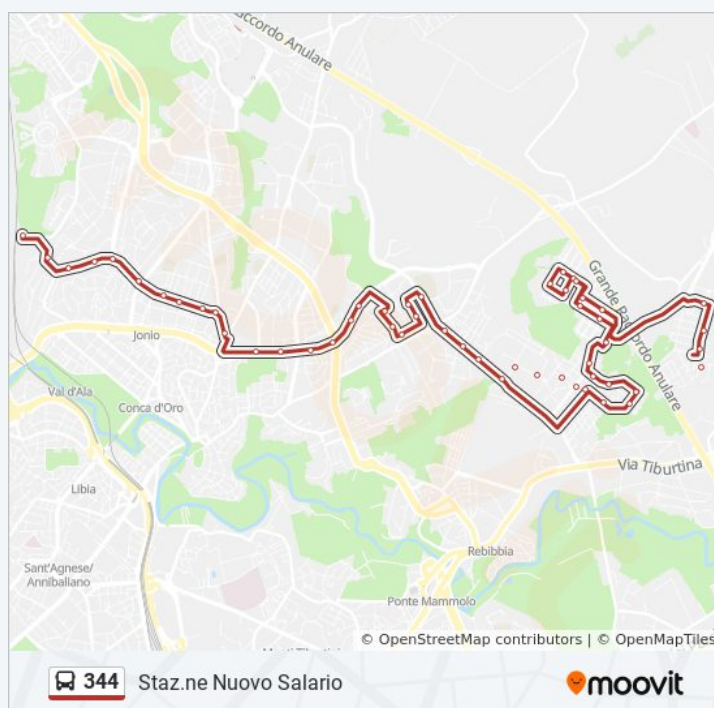 Raccordo Anulare
Grande Raccordo Anulare
Jonio
Val d'Ala
Conca d'Oro
Via Tiburtina
Libia
Rebibbia
Sant'Agnese/
Annibaliano
Ponte Mammolo
© OpenStreetMap contributors | © OpenMapTiles
344 Staz.ne Nuovo Salario
moovit